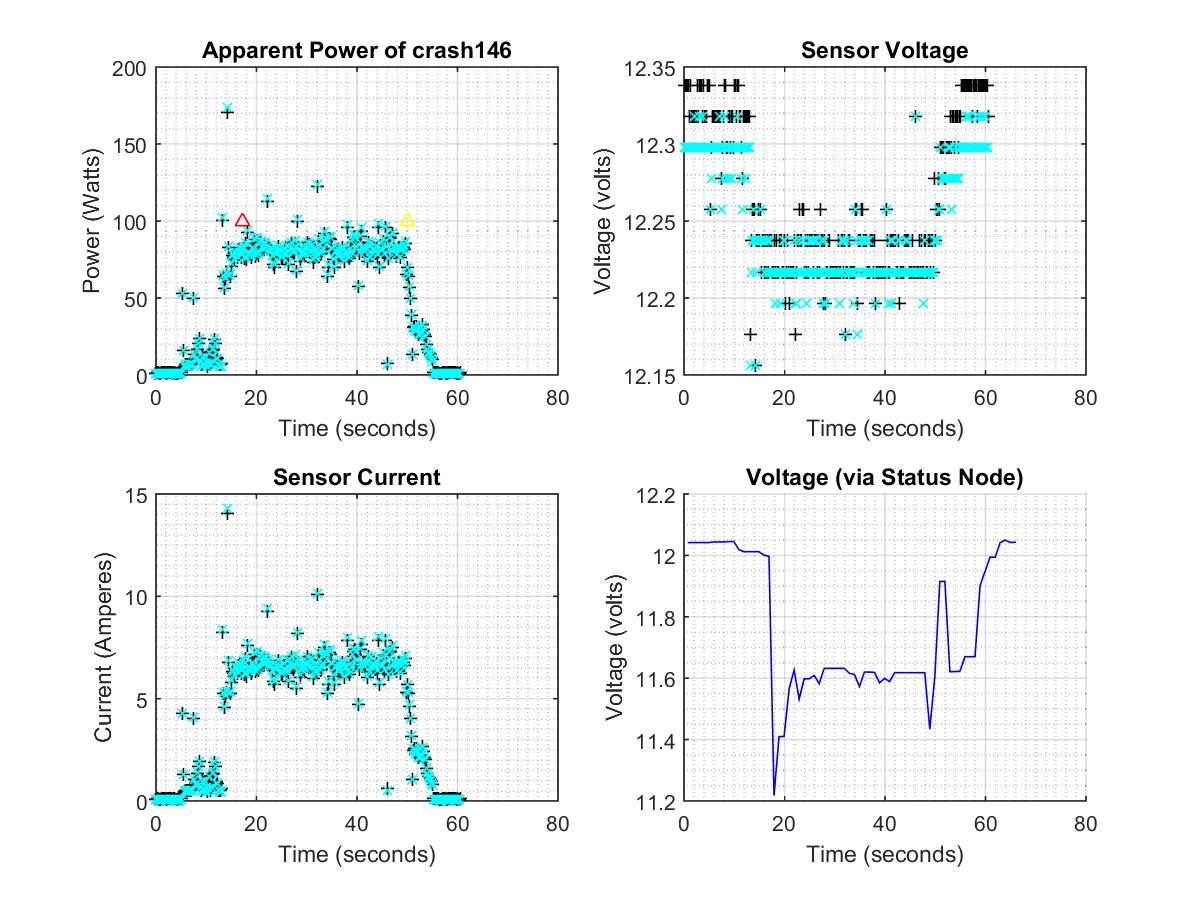 Apparent Power of crash146
200
150
100
50
0
0 20 40 60 80
Power (Watts)
Time (seconds)
Sensor Voltage
12.35
12.3
12.25
12.2
12.15
0 20 40 60 80
Voltage (volts)
Time (seconds)
Sensor Current
15
10
5
0
0 20 40 60 80
Current (Amperes)
Time (seconds)
Voltage (via Status Node)
12.2
12
11.8
11.6
11.4
11.2
0 20 40 60 80
Voltage (volts)
Time (seconds)